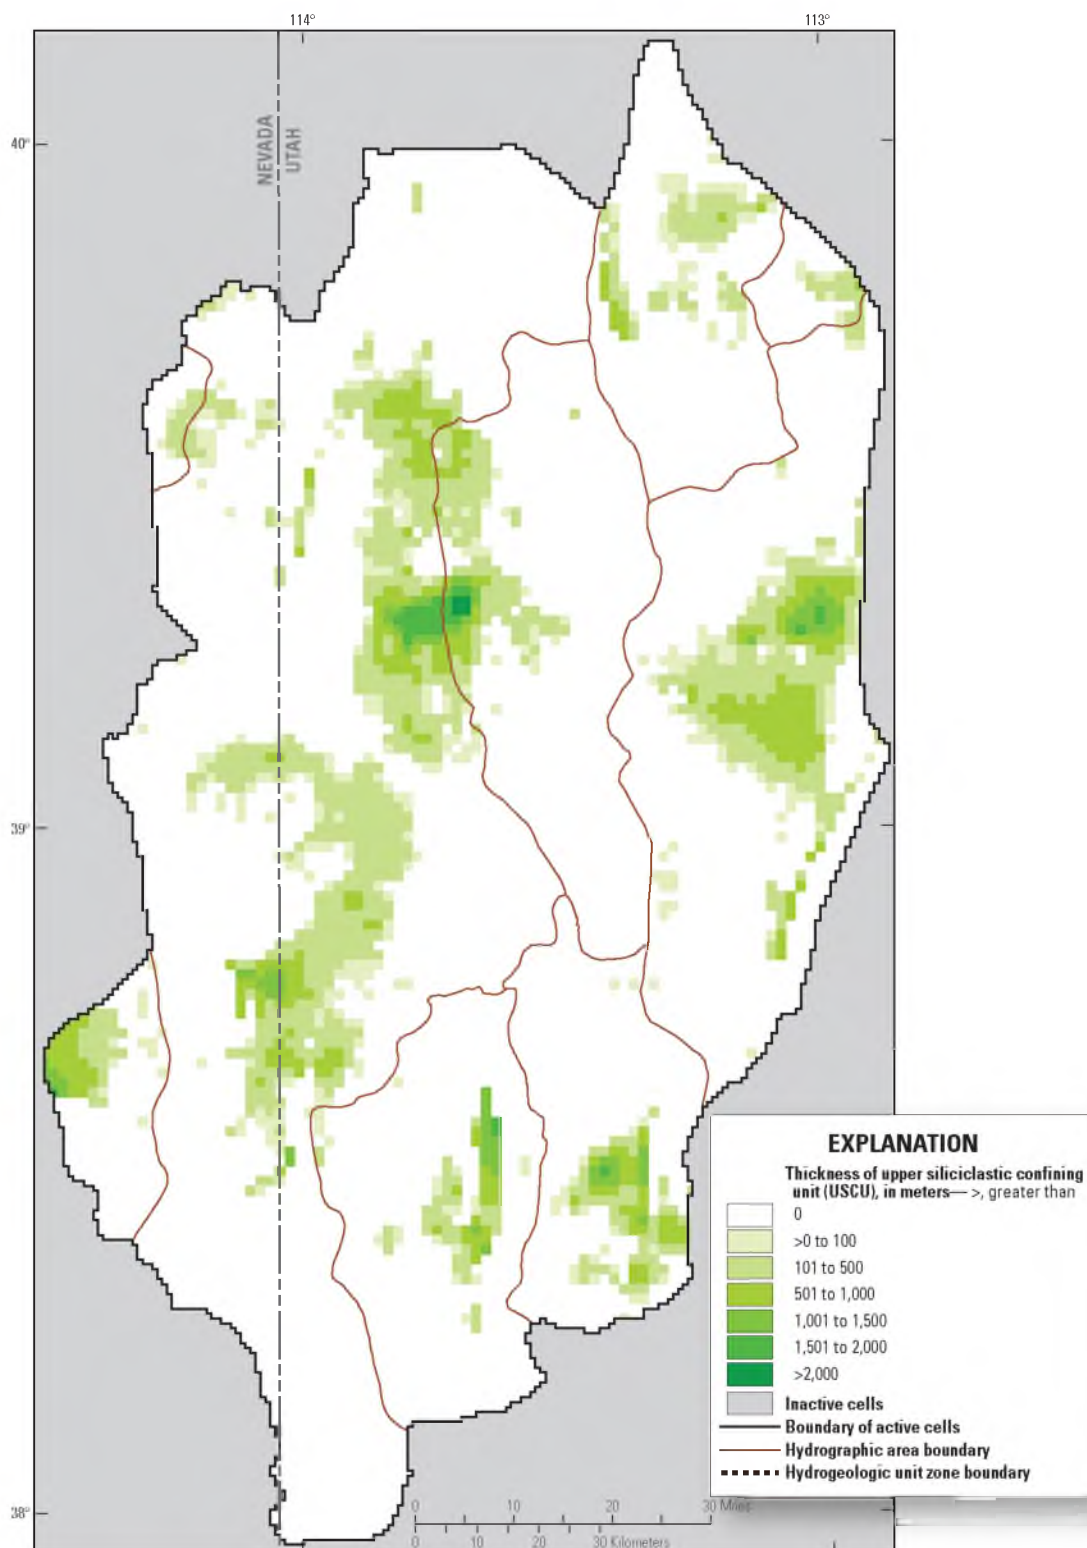 114°
113°
40°
NEVADA
UTAH
39°
EXPLANATION
Thickness of upper siliciclastic confining
unit (USCU), in meters— >, greater than
0
>0 to 100
101 to 500
501 to 1,000
1,001 to 1,500
1,501 to 2,000
>2,000
Inactive cells
Boundary of active cells
Hydrographic area boundary
Hydrogeologic unit zone boundary
0 10 20 30 Miles
0 10 20 30 Kilometers
38°